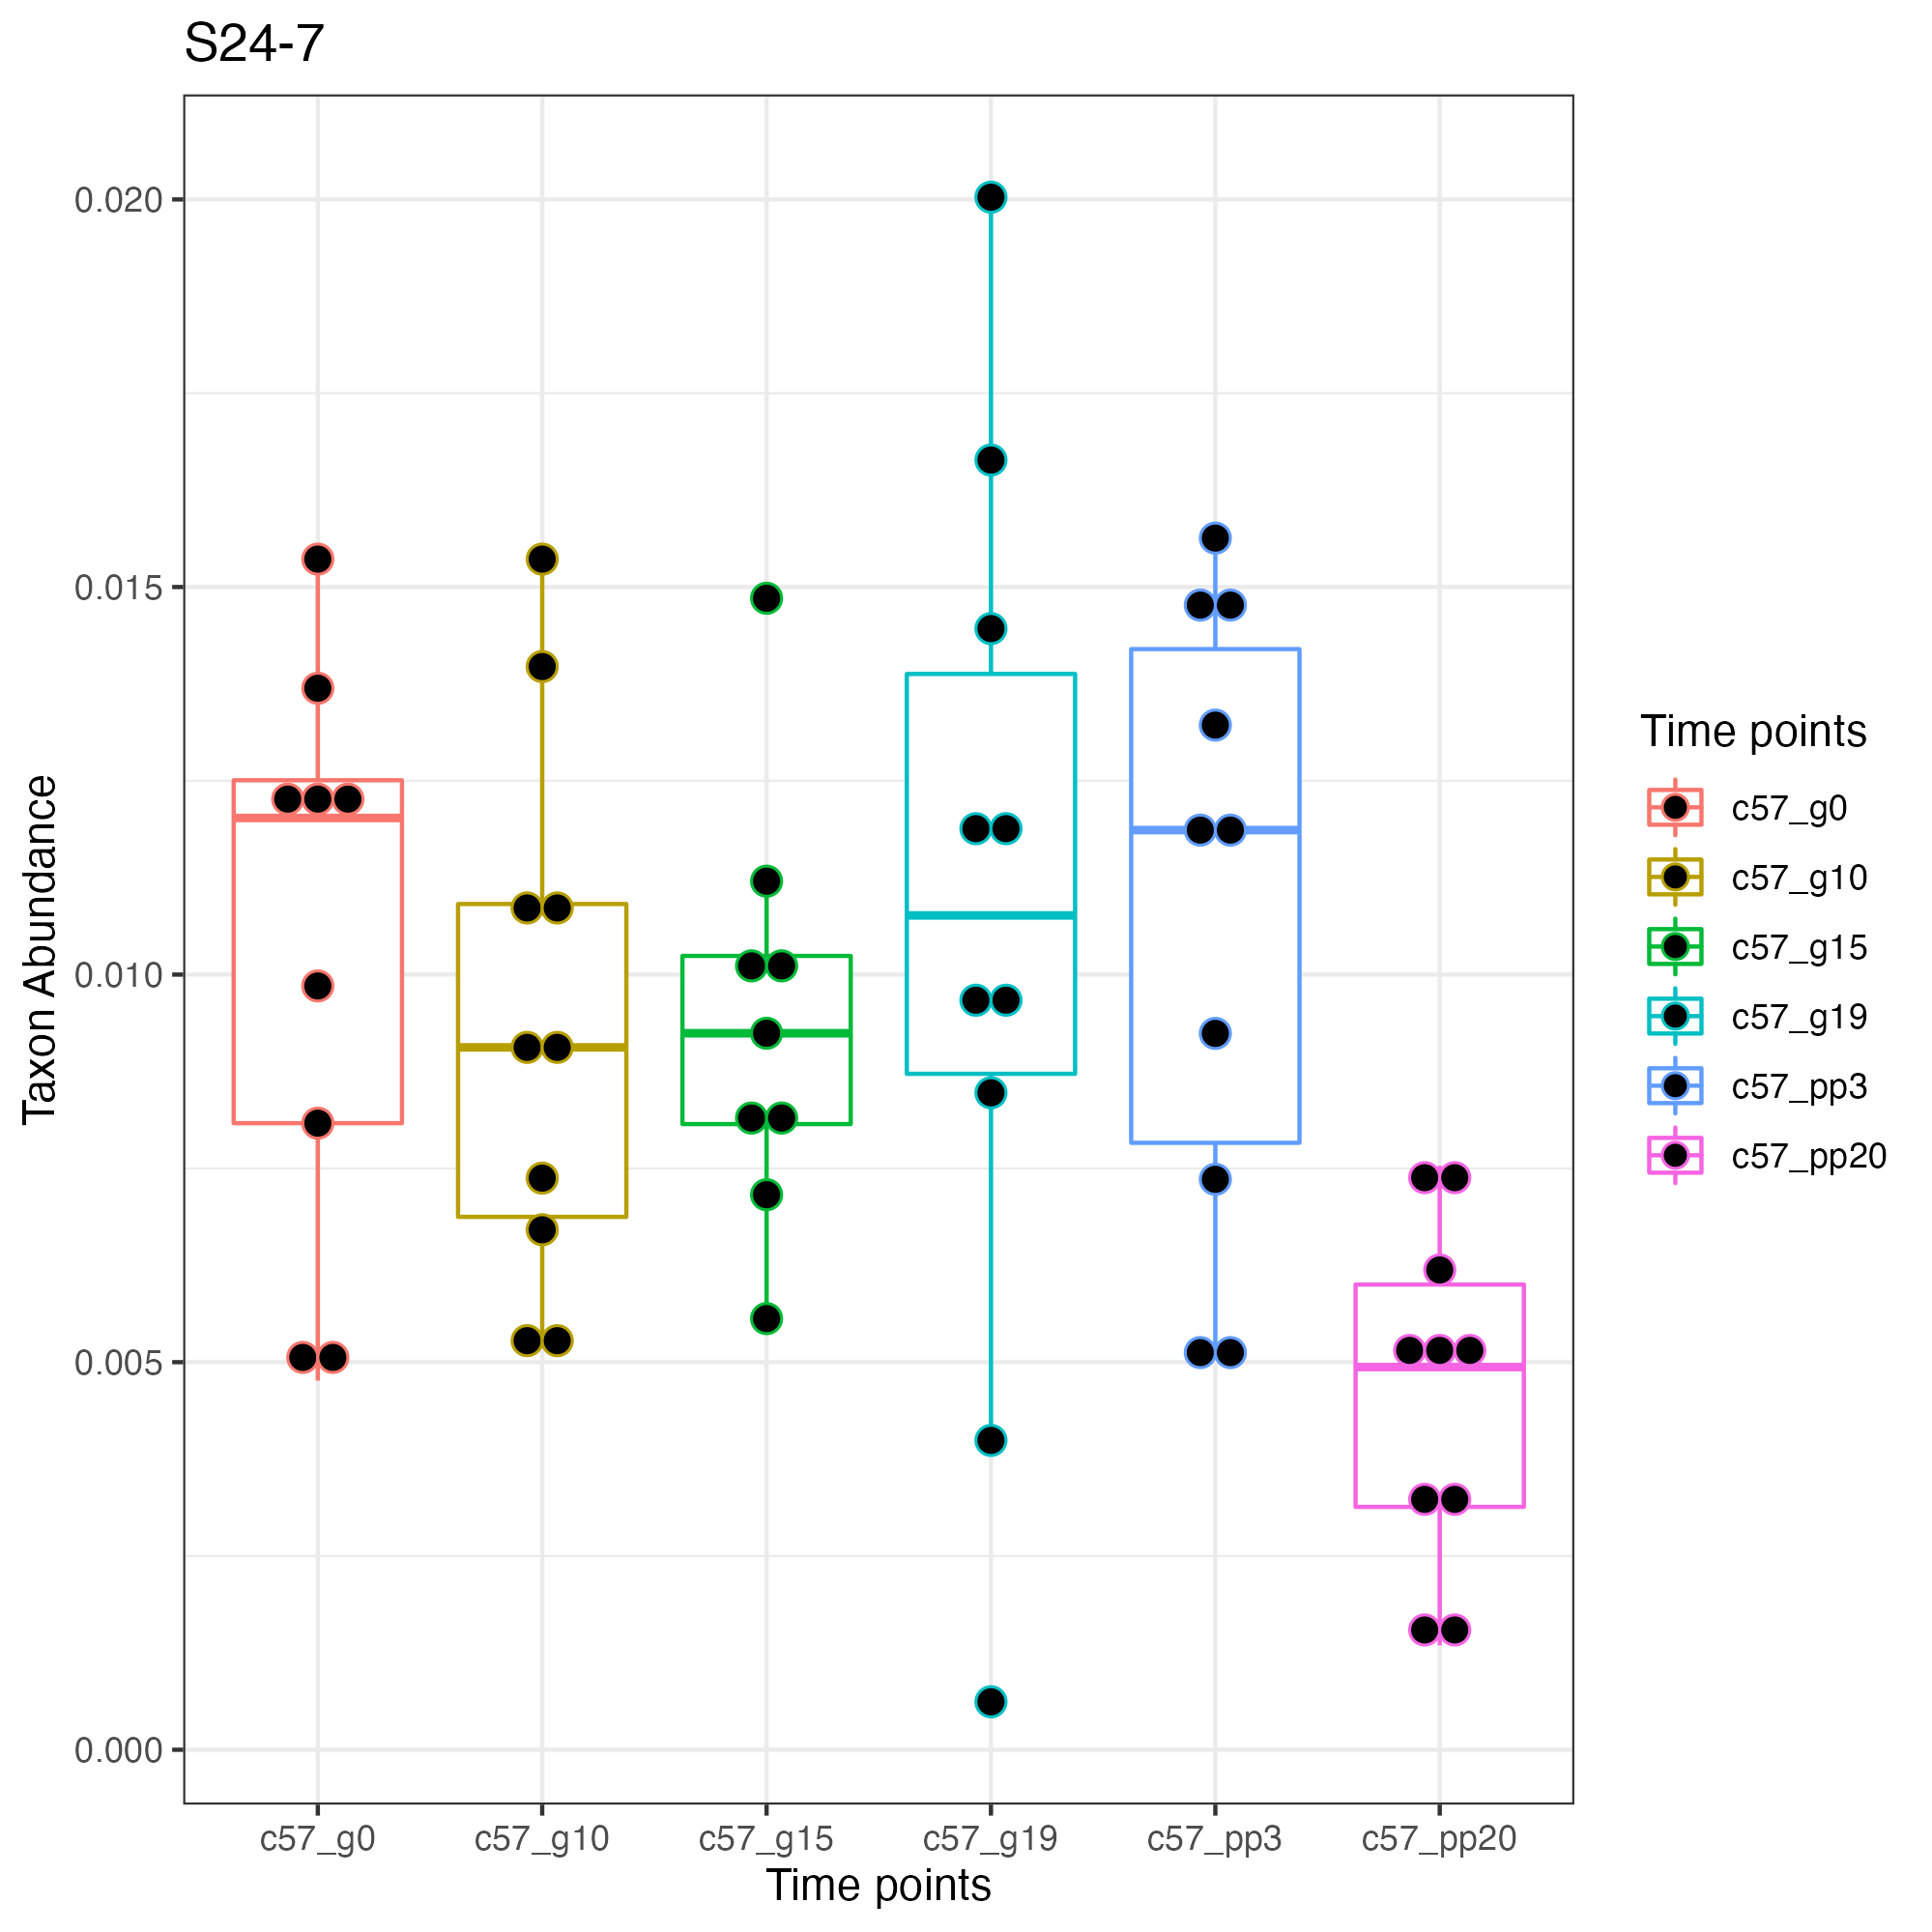 S24-7
Taxon Abundance
0.020
0.015
0.010
0.005
0.000
c57_g0 c57_g10 c57_g15 c57_g19 c57_pp3 c57_pp20
Time points
Time points
c57_g0
c57_g10
c57_g15
c57_g19
c57_pp3
c57_pp20